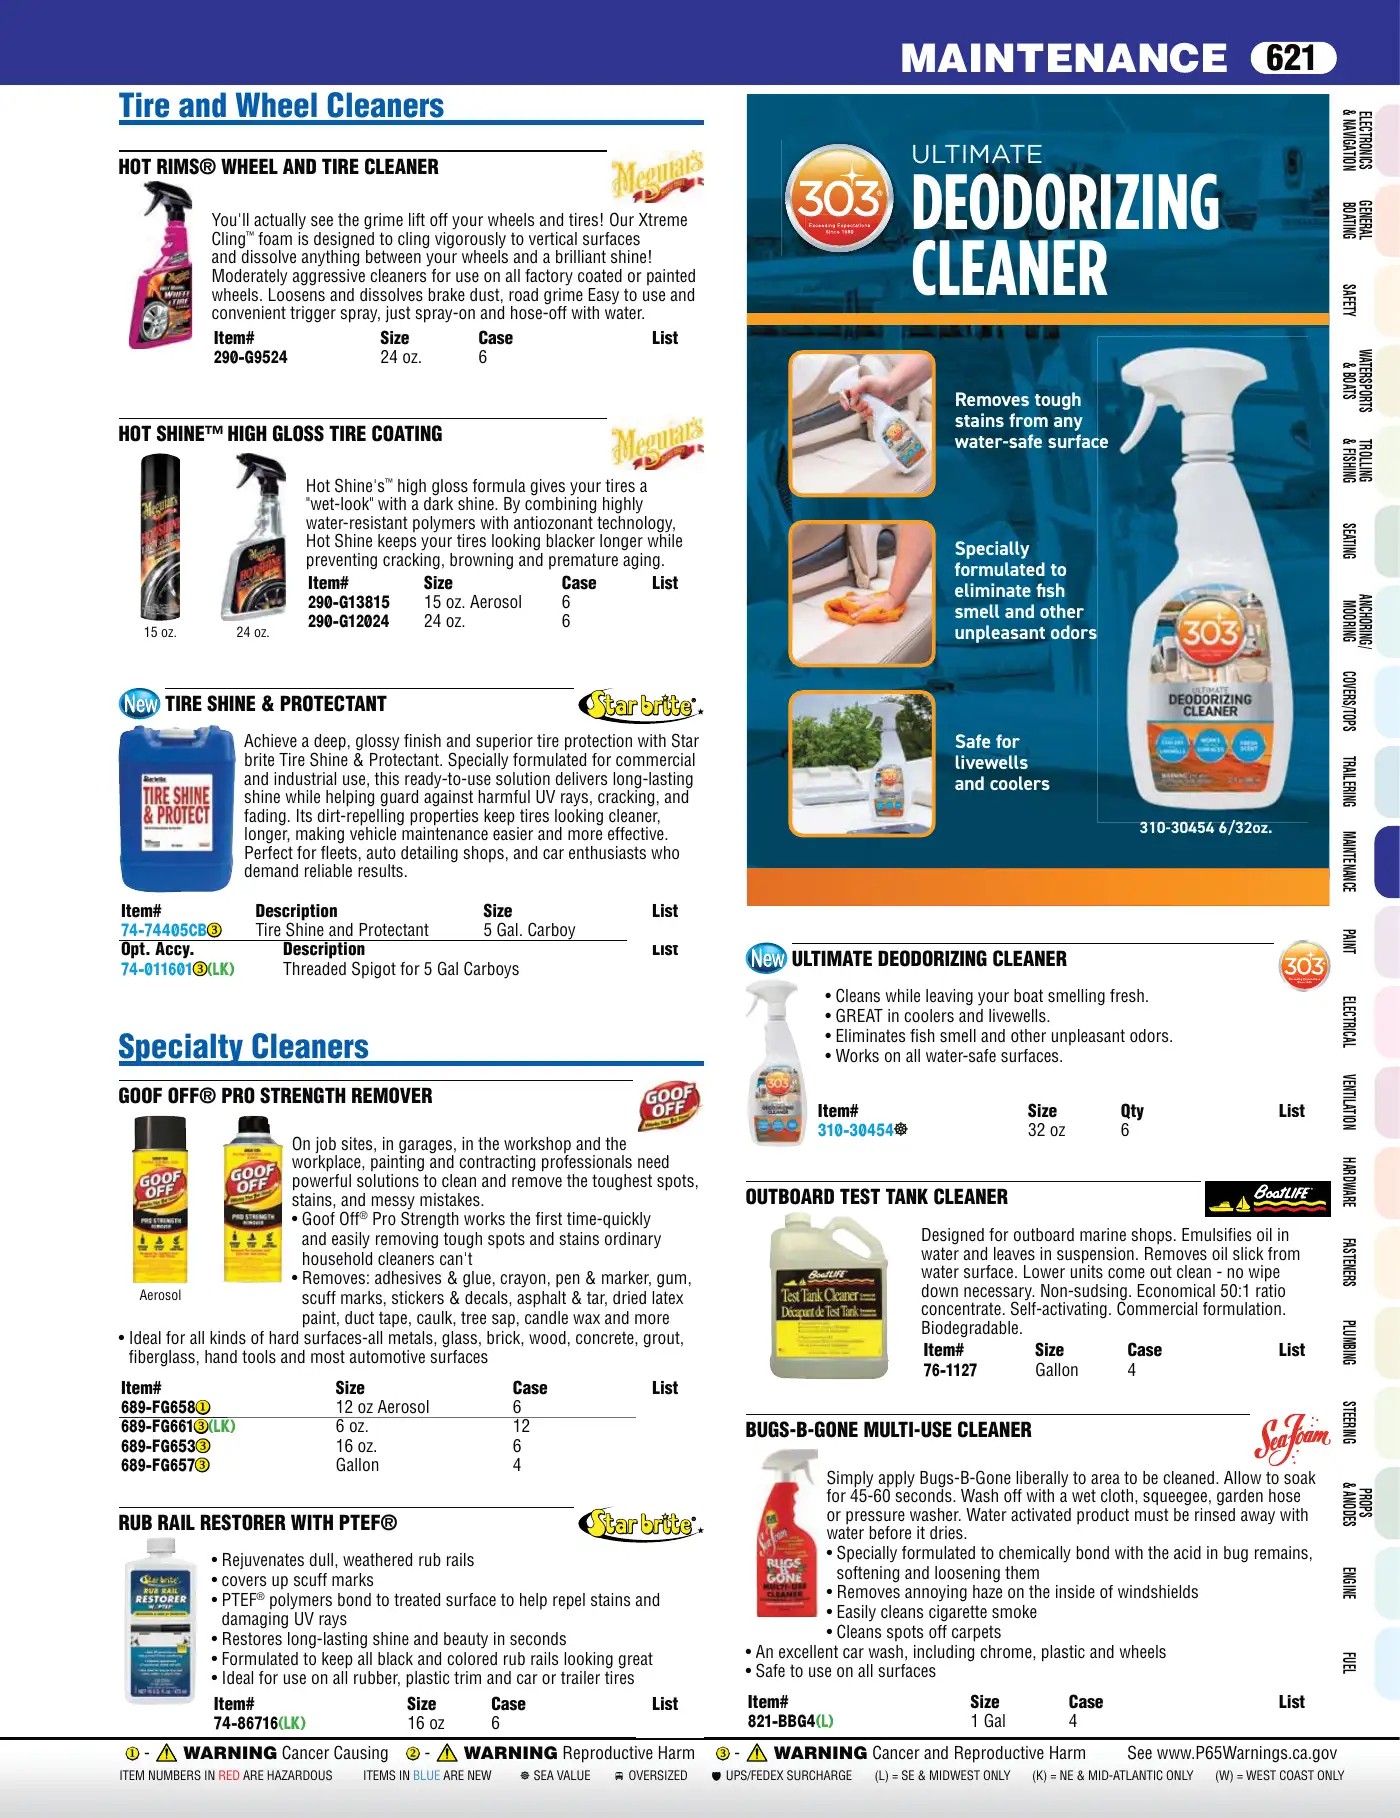 MAINTENANCE 621
Tire and Wheel Cleaners
HOT RIMS® WHEEL AND TIRE CLEANER
Meguiar's
You'll actually see the grime lift off your wheels and tires! Our Xtreme
Cling™ foam is designed to cling vigorously to vertical surfaces
and dissolve anything between your wheels and a brilliant shine!
Moderately aggressive cleaners for use on all factory coated or painted
wheels. Loosens and dissolves brake dust, road grime Easy to use and
convenient trigger spray, just spray-on and hose-off with water.
Item# Size Case List
290-G9524 24 oz. 6
HOT SHINE™ HIGH GLOSS TIRE COATING
Meguiar's
Hot Shine's™ high gloss formula gives your tires a
"wet-look" with a dark shine. By combining highly
water-resistant polymers with antiozonant technology,
Hot Shine keeps your tires looking blacker longer while
preventing cracking, browning and premature aging.
Item# Size Case List
290-G13815 15 oz. Aerosol 6
290-G12024 24 oz. 6
15 oz. 24 oz.
New TIRE SHINE & PROTECTANT
Star brite®
Achieve a deep, glossy finish and superior tire protection with Star
brite Tire Shine & Protectant. Specially formulated for commercial
and industrial use, this ready-to-use solution delivers long-lasting
shine while helping guard against harmful UV rays, cracking, and
fading. Its dirt-repelling properties keep tires looking cleaner,
longer, making vehicle maintenance easier and more effective.
Perfect for fleets, auto detailing shops, and car enthusiasts who
demand reliable results.
Star brite
TIRE SHINE
& PROTECT
Item# Description Size List
74-74405CB③ Tire Shine and Protectant 5 Gal. Carboy
Opt. Accy. Description List
74-011601③(LK) Threaded Spigot for 5 Gal Carboys
Specialty Cleaners
GOOF OFF® PRO STRENGTH REMOVER
GOOF
OFF
On job sites, in garages, in the workshop and the
workplace, painting and contracting professionals need
powerful solutions to clean and remove the toughest spots,
stains, and messy mistakes.
• Goof Off® Pro Strength works the first time-quickly
and easily removing tough spots and stains ordinary
household cleaners can't
• Removes: adhesives & glue, crayon, pen & marker, gum,
scuff marks, stickers & decals, asphalt & tar, dried latex
paint, duct tape, caulk, tree sap, candle wax and more
• Ideal for all kinds of hard surfaces-all metals, glass, brick, wood, concrete, grout,
fiberglass, hand tools and most automotive surfaces
GOOF
OFF
PRO STRENGTH
REMOVER
GOOF
OFF
PRO STRENGTH
REMOVER
Aerosol
Item# Size Case List
689-FG658① 12 oz Aerosol 6
689-FG661③(LK) 6 oz. 12
689-FG653③ 16 oz. 6
689-FG657③ Gallon 4
RUB RAIL RESTORER WITH PTEF®
Star brite®
Star brite
RUB RAIL
RESTORER
W/ PTEF
• Rejuvenates dull, weathered rub rails
• covers up scuff marks
• PTEF® polymers bond to treated surface to help repel stains and
damaging UV rays
• Restores long-lasting shine and beauty in seconds
• Formulated to keep all black and colored rub rails looking great
• Ideal for use on all rubber, plastic trim and car or trailer tires
Item# Size Case List
74-86716(LK) 16 oz 6
303®
Exceeding Expectations
Since 1980
ULTIMATE
DEODORIZING
CLEANER
Removes tough
stains from any
water-safe surface
Specially
formulated to
eliminate fish
smell and other
unpleasant odors
Safe for
livewells
and coolers
303
ULTIMATE
DEODORIZING
CLEANER
310-30454 6/32oz.
New ULTIMATE DEODORIZING CLEANER
303
• Cleans while leaving your boat smelling fresh.
• GREAT in coolers and livewells.
• Eliminates fish smell and other unpleasant odors.
• Works on all water-safe surfaces.
Item# Size Qty List
310-30454 32 oz 6
OUTBOARD TEST TANK CLEANER
BoatLIFE
Designed for outboard marine shops. Emulsifies oil in
water and leaves in suspension. Removes oil slick from
water surface. Lower units come out clean - no wipe
down necessary. Non-sudsing. Economical 50:1 ratio
concentrate. Self-activating. Commercial formulation.
Biodegradable.
BoatLIFE
Test Tank Cleaner
Décapant de Test Tank
Item# Size Case List
76-1127 Gallon 4
BUGS-B-GONE MULTI-USE CLEANER
Sea Foam
Simply apply Bugs-B-Gone liberally to area to be cleaned. Allow to soak
for 45-60 seconds. Wash off with a wet cloth, squeegee, garden hose
or pressure washer. Water activated product must be rinsed away with
water before it dries.
• Specially formulated to chemically bond with the acid in bug remains,
softening and loosening them
• Removes annoying haze on the inside of windshields
• Easily cleans cigarette smoke
• Cleans spots off carpets
• An excellent car wash, including chrome, plastic and wheels
• Safe to use on all surfaces
Sea Foam
BUGS
B
GONE
MULTI-USE
CLEANER
Item# Size Case List
821-BBG4(L) 1 Gal 4
ELECTRONICS
& NAVIGATION
GENERAL
BOATING
SAFETY
WATERSPORTS
& BOATS
TROLLING
& FISHING
SEATING
ANCHORING/
MOORING
COVERS/TOPS
TRAILERING
MAINTENANCE
PAINT
ELECTRICAL
VENTILATION
HARDWARE
FASTENERS
PLUMBING
STEERING
PROPS
& ANODES
ENGINE
FUEL
① - ⚠ WARNING Cancer Causing ② - ⚠ WARNING Reproductive Harm ③ - ⚠ WARNING Cancer and Reproductive Harm See www.P65Warnings.ca.gov
ITEM NUMBERS IN RED ARE HAZARDOUS ITEMS IN BLUE ARE NEW SEA VALUE OVERSIZED UPS/FEDEX SURCHARGE (L) = SE & MIDWEST ONLY (K) = NE & MID-ATLANTIC ONLY (W) = WEST COAST ONLY